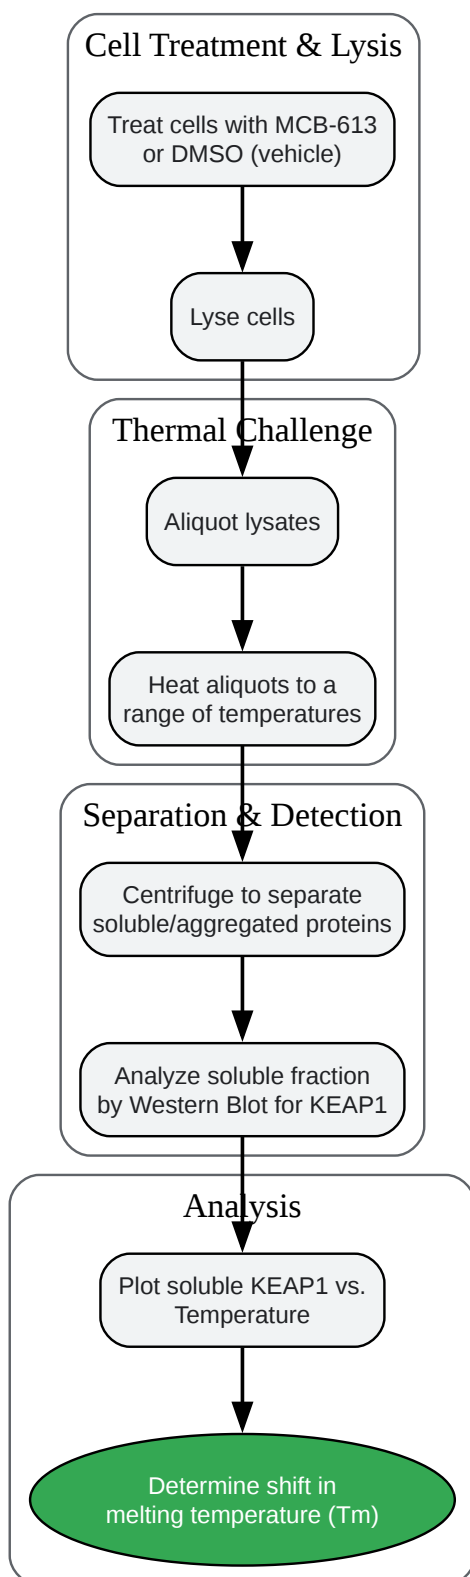 Cell Treatment & Lysis
Treat cells with MCB-613
or DMSO (vehicle)
Lyse cells
Thermal Challenge
Aliquot lysates
Heat aliquots to a
range of temperatures
Separation & Detection
Centrifuge to separate
soluble/aggregated proteins
Analyze soluble fraction
by Western Blot for KEAP1
Analysis
Plot soluble KEAP1 vs.
Temperature
Determine shift in
melting temperature (Tm)